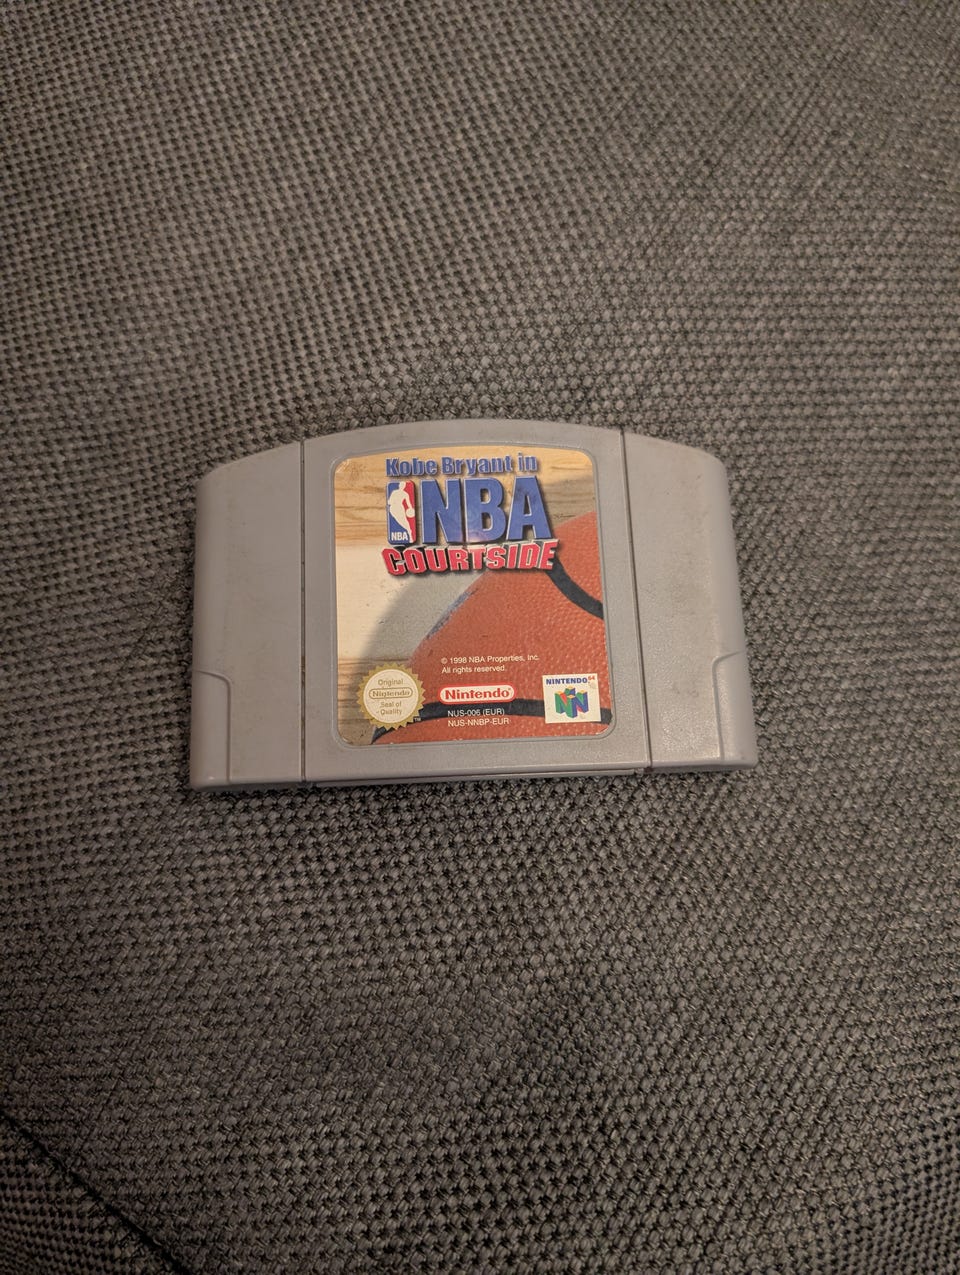 Kobe Bryant in
NBA
NBA
COURTSIDE
© 1998 NBA Properties, Inc.
All rights reserved.
Original
Nintendo
Seal of
Quality
TM
Nintendo®
NUS-006 (EUR)
NUS-NNBP-EUR
NINTENDO64